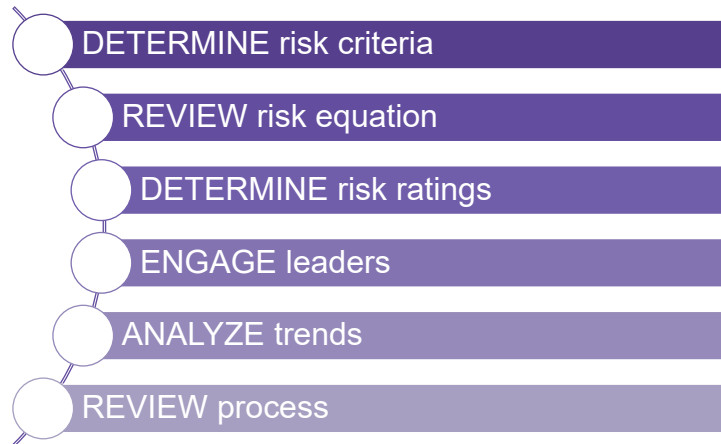 DETERMINE risk criteria
REVIEW risk equation
DETERMINE risk ratings
ENGAGE leaders
ANALYZE trends
REVIEW process